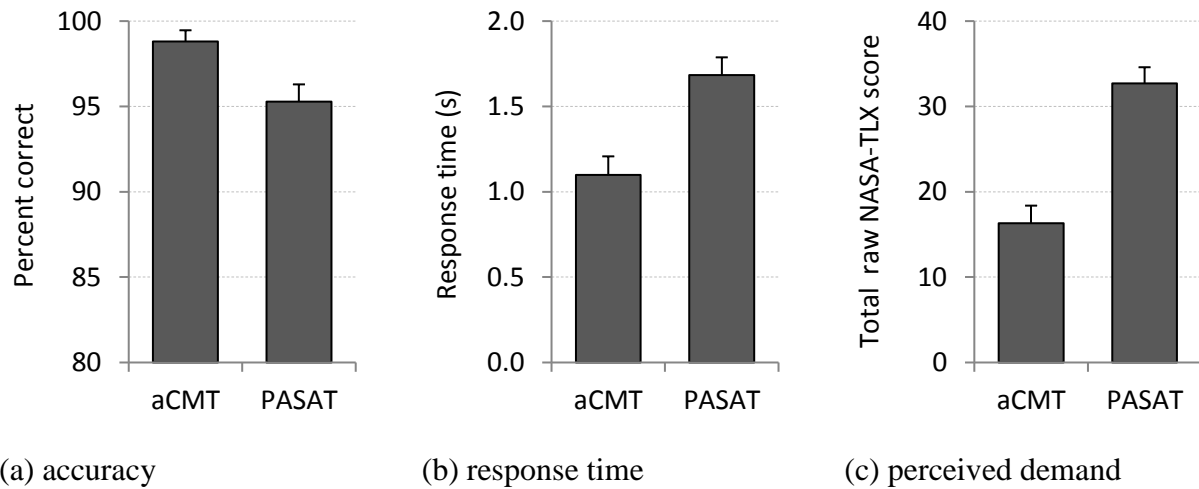 Percent correct
100
95
90
85
80
aCMT PASAT
(a) accuracy
Response time (s)
2.0
1.5
1.0
0.5
0.0
aCMT PASAT
(b) response time
Total raw NASA-TLX score
40
30
20
10
0
aCMT PASAT
(c) perceived demand